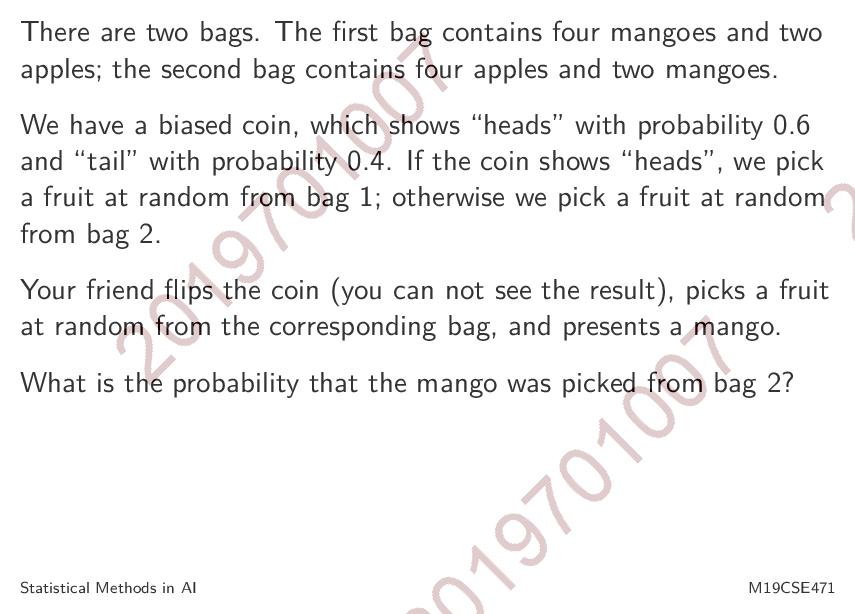 There are two bags. The first bag contains four mangoes and two
apples; the second bag contains four apples and two mangoes.
We have a biased coin, which shows “heads” with probability 0.6
and “tail” with probability 0.4. If the coin shows “heads”, we pick
a fruit at random from bag 1; otherwise we pick a fruit at random
from bag 2.
Your friend flips the coin (you can not see the result), picks a fruit
at random from the corresponding bag, and presents a mango.
What is the probability that the mango was picked from bag 2?
2019701007
2019701007
Statistical Methods in AI
M19CSE471